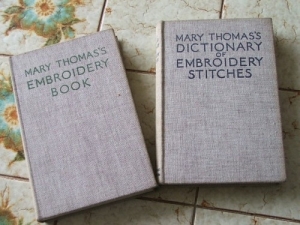 MARY THOMAS'S
EMBROIDERY
BOOK
MARY THOMAS'S
DICTIONARY
OF
EMBROIDERY
STITCHES